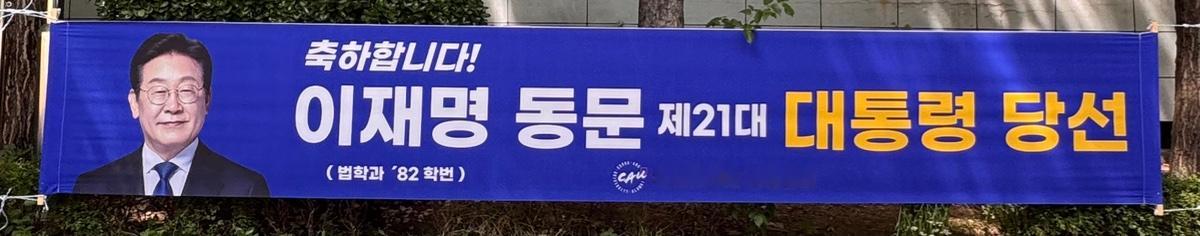 축하합니다!
이재명 동문 제21대 대통령 당선
( 법학과 ´82 학번 )
CAU